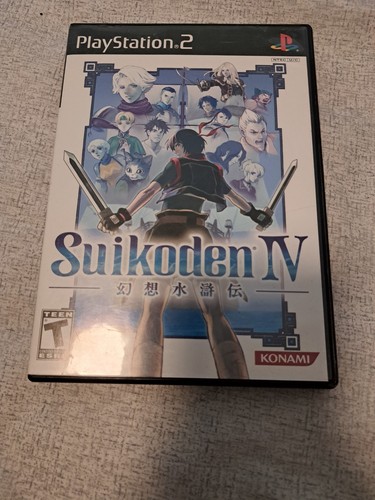 PlayStation®2
Suikoden IV
幻想水滸伝
TEEN
T
KONAMI